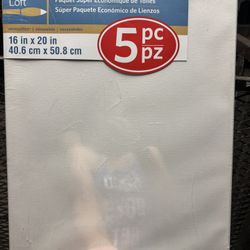 Loft
Paquet Super Économique de Toiles
Súper Paquete Económico de Lienzos
16 in x 20 in
40.6 cm x 50.8 cm
5 pc
pz